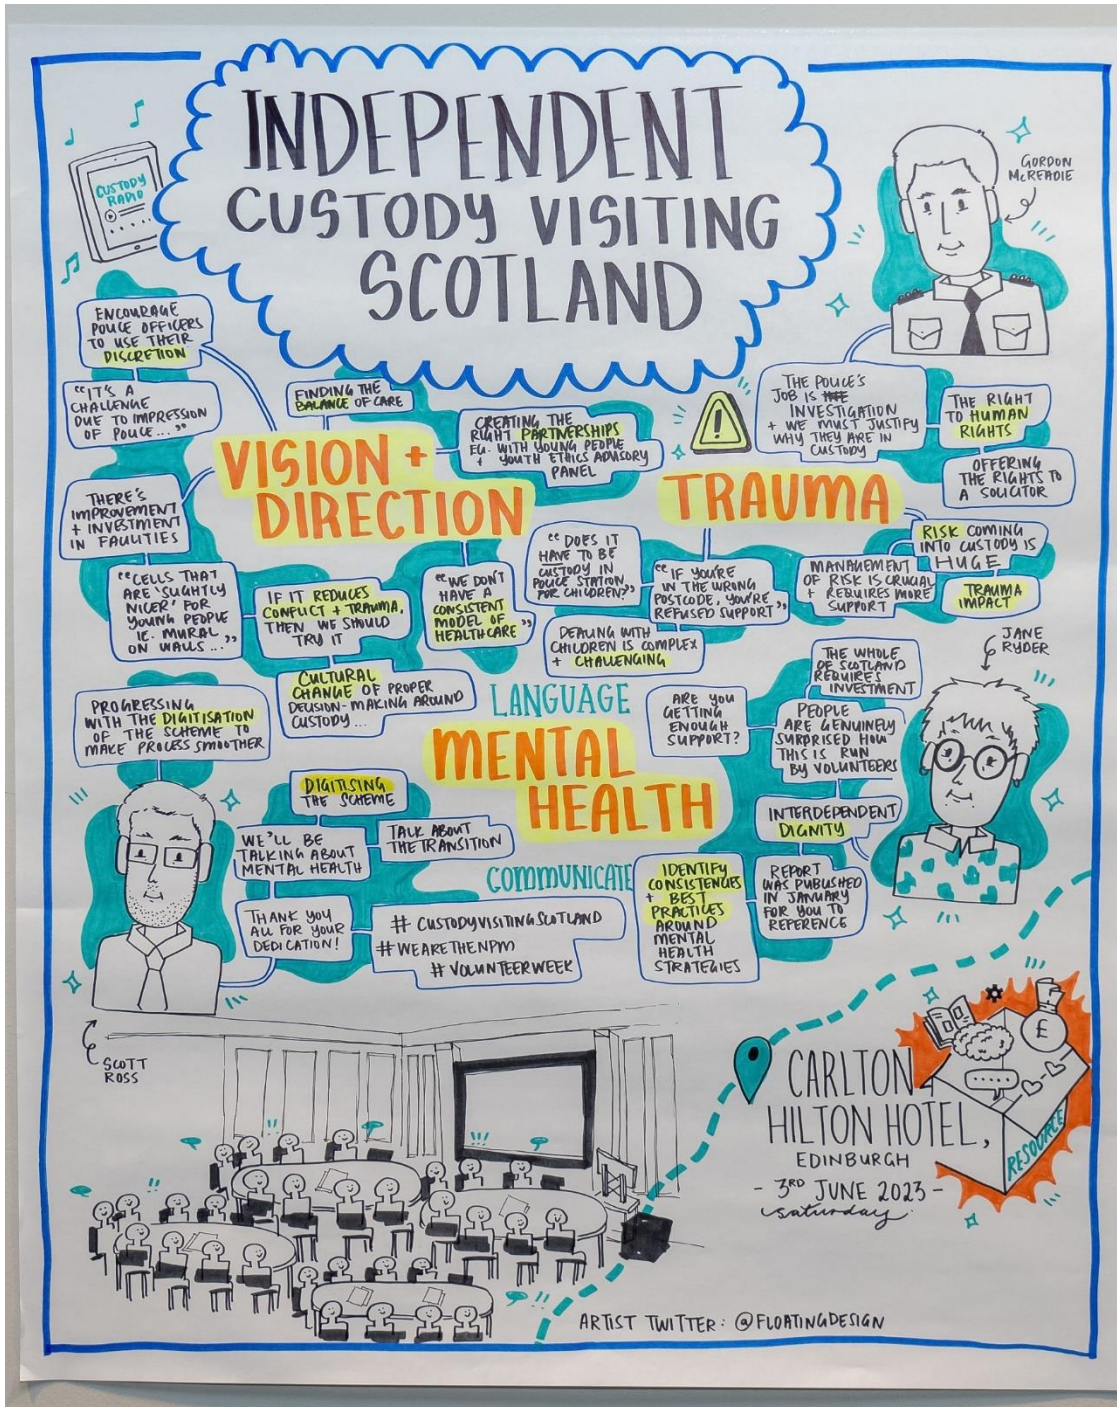 INDEPENDENT
CUSTODY VISITING
SCOTLAND
CUSTODY
RADIO
GORDON
McREADIE
ENCOURAGE
POLICE OFFICERS
TO USE THEIR
DISCRETION
"IT'S A
CHALLENGE
DUE TO IMPRESSION
OF POLICE..."
FINDING THE
BALANCE OF CARE
CREATING THE
RIGHT PARTNERSHIPS
EG. WITH YOUNG PEOPLE
+ YOUTH ETHICS ADVISORY
PANEL
VISION +
DIRECTION
THERE'S
IMPROVEMENT
+ INVESTMENT
IN FACILITIES
"CELLS THAT
ARE 'SLIGHTLY
NICER' FOR
YOUNG PEOPLE
IE. MURAL
ON WALLS..."
IF IT REDUCES
CONFLICT + TRAUMA,
THEN WE SHOULD
TRY IT
"WE DON'T
HAVE A
CONSISTENT
MODEL OF
HEALTHCARE"
CULTURAL
CHANGE OF PROPER
DECISION-MAKING AROUND
CUSTODY...
THE POLICE'S
JOB IS
INVESTIGATION
+ WE MUST JUSTIFY
WHY THEY ARE IN
CUSTODY
THE RIGHT
TO HUMAN
RIGHTS
OFFERING
THE RIGHTS TO
A SOLICITOR
!
TRAUMA
RISK COMING
INTO CUSTODY IS
HUGE
MANAGEMENT
OF RISK IS CRUCIAL
+ REQUIRES MORE
SUPPORT
TRAUMA
IMPACT
"DOES IT
HAVE TO BE
CUSTODY IN
POLICE STATION
FOR CHILDREN?"
"IF YOU'RE
IN THE WRONG
POSTCODE, YOU'RE
REFUSED SUPPORT"
DEALING WITH
CHILDREN IS COMPLEX
+ CHALLENGING
JANE
RYDER
PROGRESSING
WITH THE DIGITISATION
OF THE SCHEME TO
MAKE PROCESS SMOOTHER
DIGITISING
THE SCHEME
WE'LL BE
TALKING ABOUT
MENTAL HEALTH
TALK ABOUT
THE TRANSITION
THANK YOU
ALL FOR YOUR
DEDICATION!
# CUSTODYVISITINGSCOTLAND
# WEARETHENPM
# VOLUNTEERWEEK
SCOTT
ROSS
LANGUAGE
MENTAL
HEALTH
COMMUNICATE
ARE YOU
GETTING
ENOUGH
SUPPORT?
THE WHOLE
OF SCOTLAND
REQUIRES
INVESTMENT
PEOPLE
ARE GENUINELY
SURPRISED HOW
THIS IS RUN
BY VOLUNTEERS
INTERDEPENDENT
DIGNITY
IDENTIFY
CONSISTENCIES
+ BEST
PRACTICES
AROUND
MENTAL
HEALTH
STRATEGIES
REPORT
WAS PUBLISHED
IN JANUARY
FOR YOU TO
REFERENCE
£
RESOURCE
CARLTON
HILTON HOTEL,
EDINBURGH
- 3RD JUNE 2023 -
saturday.
ARTIST TWITTER: @FLOATINGDESIGN